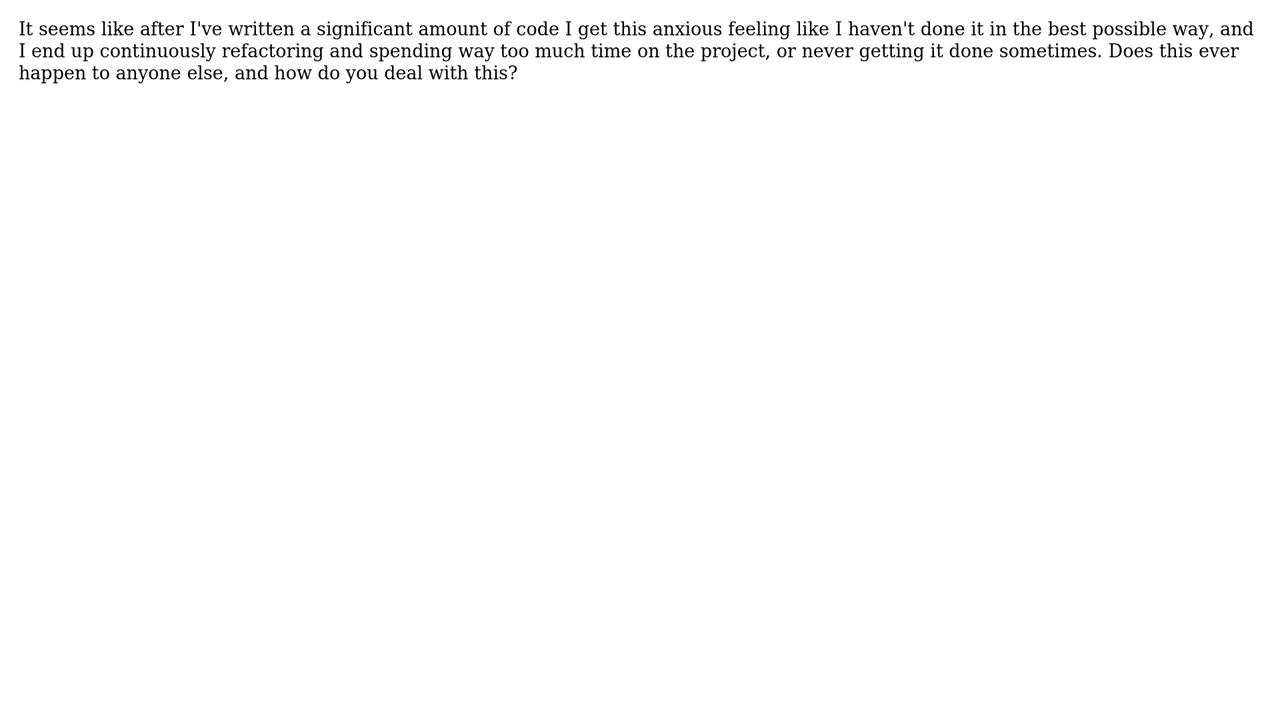 It seems like after I've written a significant amount of code I get this anxious feeling like I haven't done it in the best possible way, and
I end up continuously refactoring and spending way too much time on the project, or never getting it done sometimes. Does this ever
happen to anyone else, and how do you deal with this?